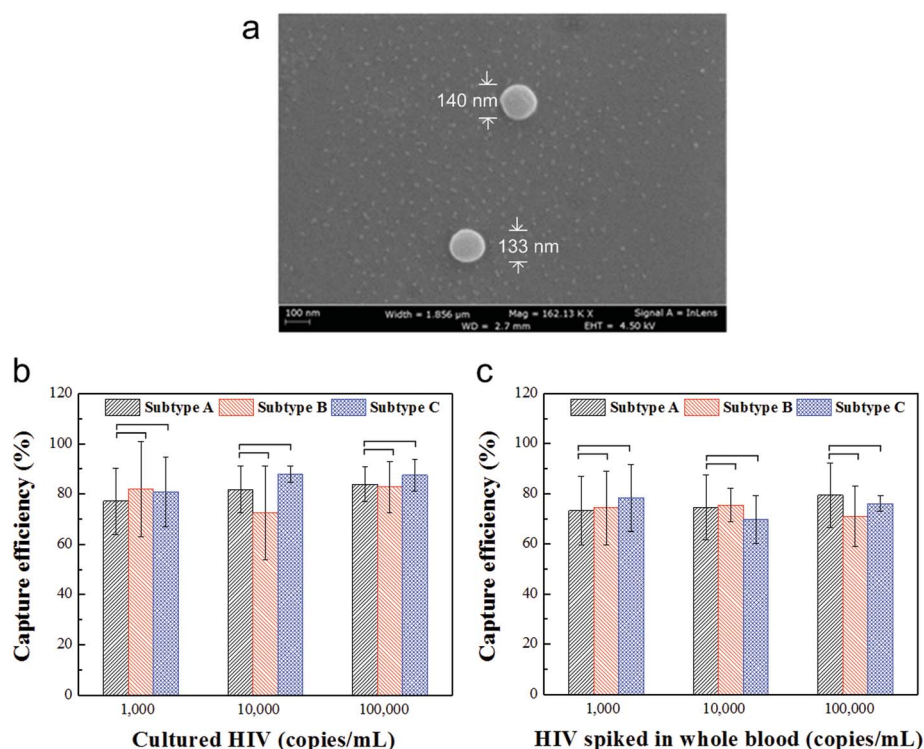 a
140 nm
133 nm
100 nm Width = 1.856 µm Mag = 162.13 K X Signal A = InLens
WD = 2.7 mm EHT = 4.50 kV
b
Subtype A Subtype B Subtype C
120
100
80
60
40
20
0
Capture efficiency (%)
1,000 10,000 100,000
Cultured HIV (copies/mL)
c
Subtype A Subtype B Subtype C
120
100
80
60
40
20
0
Capture efficiency (%)
1,000 10,000 100,000
HIV spiked in whole blood (copies/mL)